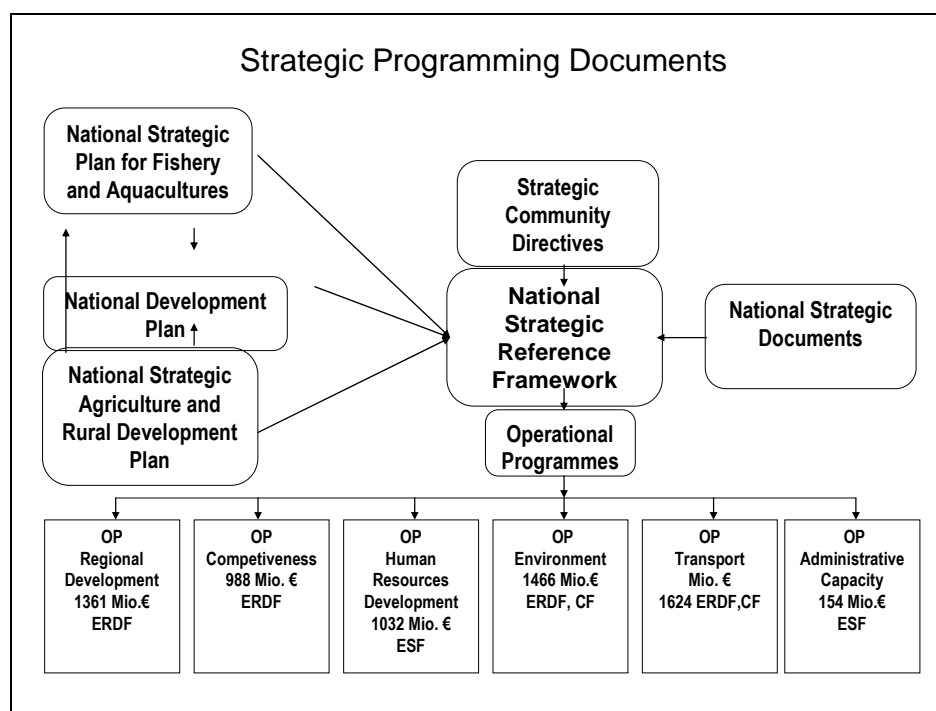 Strategic Programming Documents
National Strategic
Plan for Fishery
and Aquacultures
Strategic
Community
Directives
National Development
Plan
National
Strategic
Reference
Framework
National Strategic
Documents
National Strategic
Agriculture and
Rural Development
Plan
Operational
Programmes
OP
Regional
Development
1361 Mio.€
ERDF
OP
Competiveness
988 Mio. €
ERDF
OP
Human
Resources
Development
1032 Mio. €
ESF
OP
Environment
1466 Mio.€
ERDF, CF
OP
Transport
Mio. €
1624 ERDF,CF
OP
Administrative
Capacity
154 Mio.€
ESF